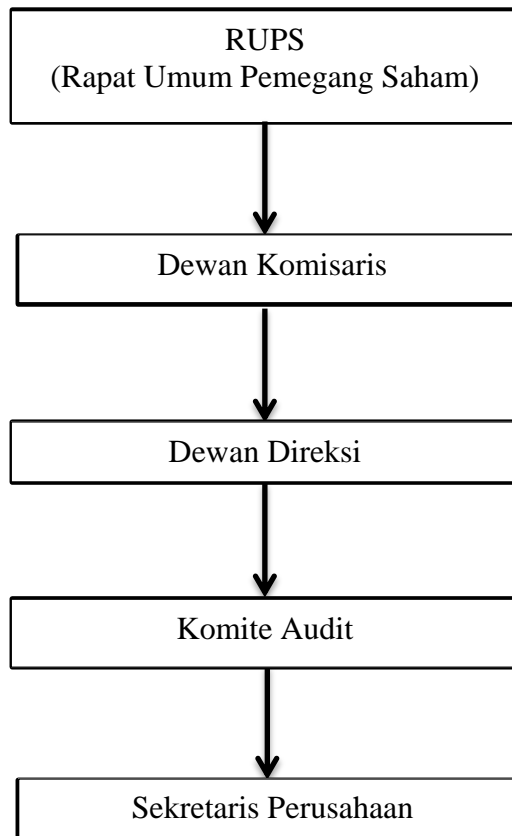 RUPS
(Rapat Umum Pemegang Saham)
Dewan Komisaris
Dewan Direksi
Komite Audit
Sekretaris Perusahaan